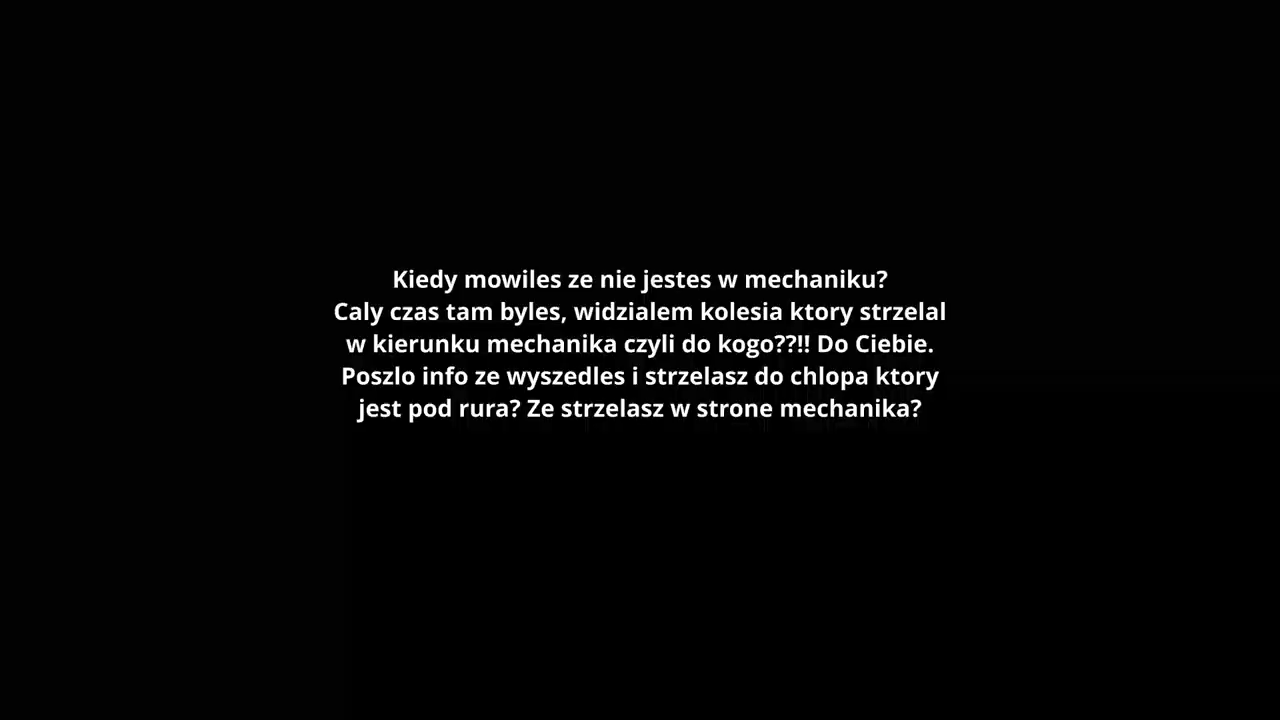 Kiedy mowiles ze nie jestes w mechaniku?
Caly czas tam byles, widzialem kolesia ktory strzelal
w kierunku mechanika czyli do kogo??!! Do Ciebie.
Poszlo info ze wyszedles i strzelasz do chlopa ktory
jest pod rura? Ze strzelasz w strone mechanika?